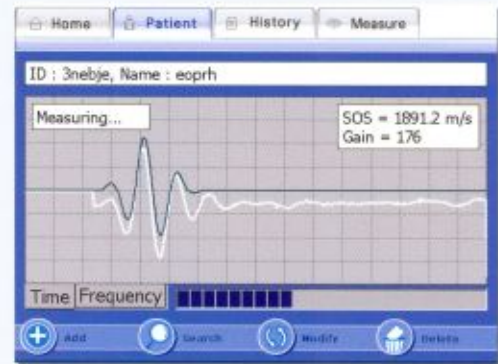 Home Patient History Measure
ID : 3nebje, Name : eoprh
Measuring...
SOS = 1891.2 m/s
Gain = 176
Time Frequency
Add Search Modify Delete